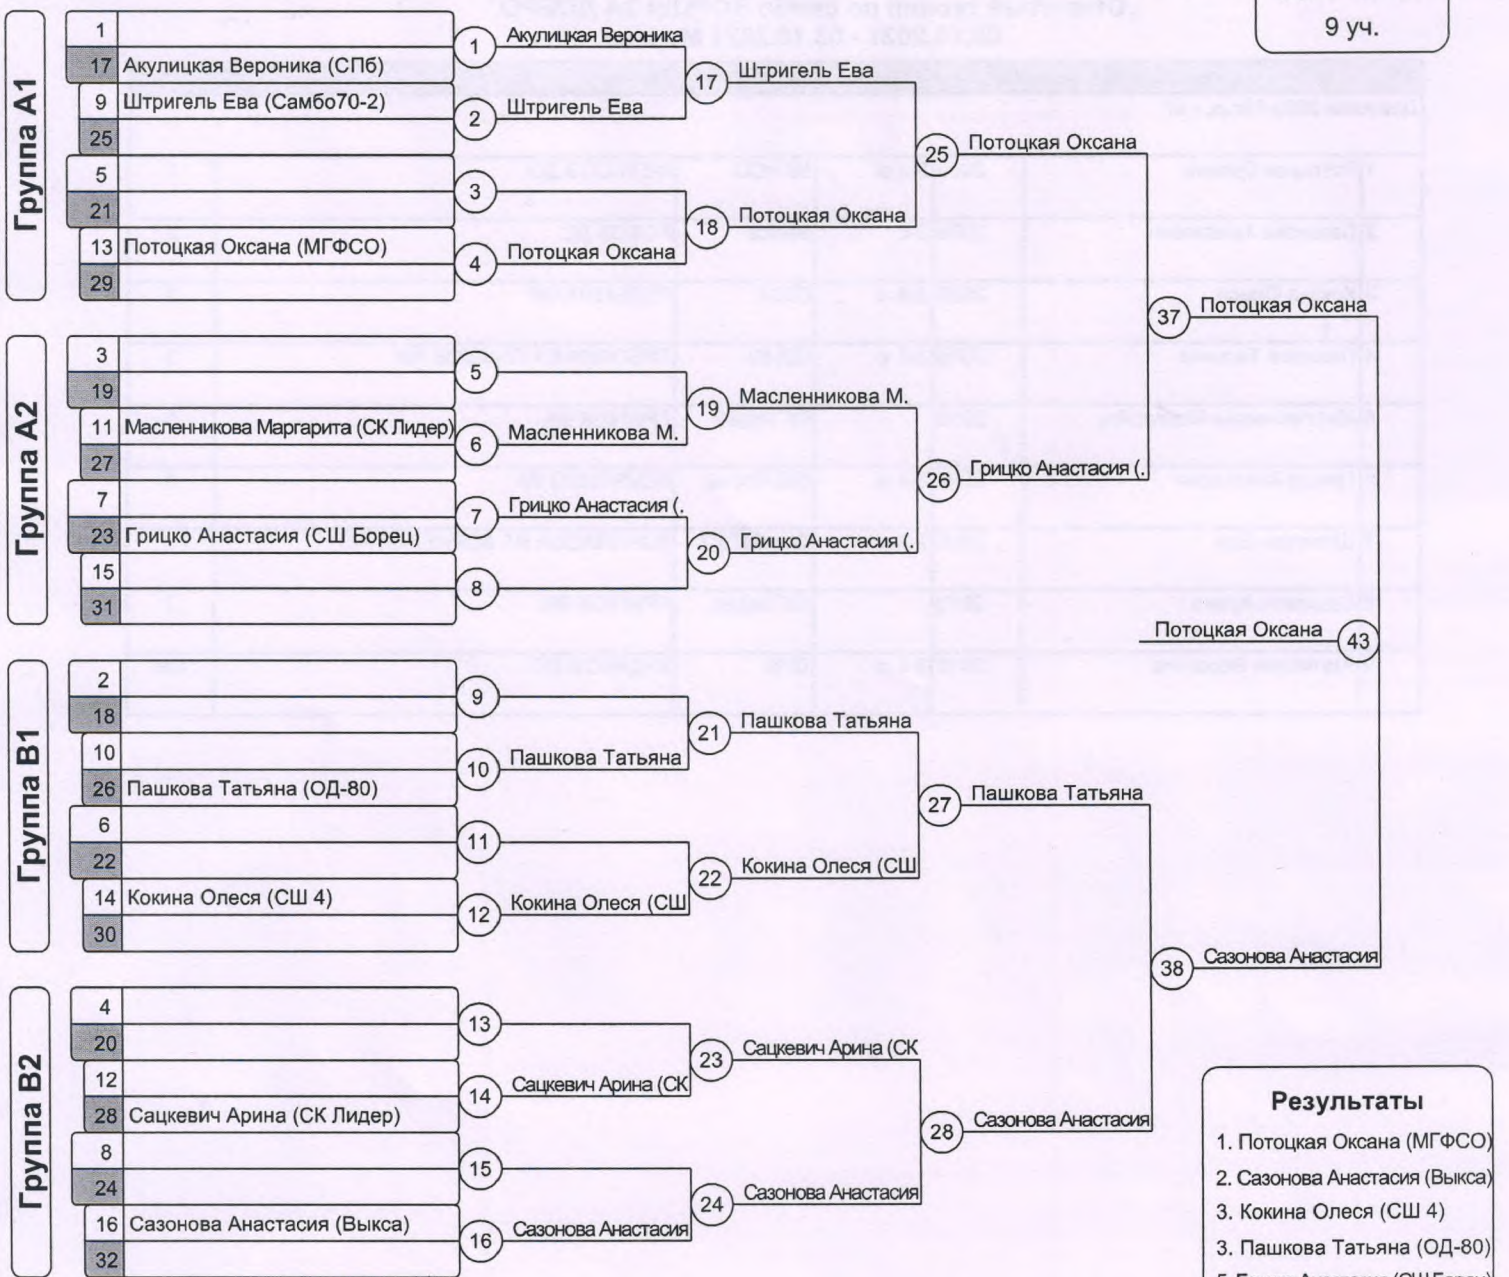 9 уч.
Группа A1
1
17 Акулицкая Вероника (СПб)
9 Штригель Ева (Самбо70-2)
25
5
21
13 Потоцкая Оксана (МГФСО)
29
1 Акулицкая Вероника
2 Штригель Ева
3
4 Потоцкая Оксана
17 Штригель Ева
18 Потоцкая Оксана
25 Потоцкая Оксана
Группа A2
3
19
11 Масленникова Маргарита (СК Лидер)
27
7
23 Грицко Анастасия (СШ Борец)
15
31
5
6 Масленникова М.
7 Грицко Анастасия (.
8
19 Масленникова М.
20 Грицко Анастасия (.
26 Грицко Анастасия (.
37 Потоцкая Оксана
Потоцкая Оксана 43
Группа B1
2
18
10
26 Пашкова Татьяна (ОД-80)
6
22
14 Кокина Олеся (СШ 4)
30
9
10 Пашкова Татьяна
11
12 Кокина Олеся (СШ
21 Пашкова Татьяна
22 Кокина Олеся (СШ
27 Пашкова Татьяна
Группа B2
4
20
12
28 Сацкевич Арина (СК Лидер)
8
24
16 Сазонова Анастасия (Выкса)
32
13
14 Сацкевич Арина (СК
15
16 Сазонова Анастасия
23 Сацкевич Арина (СК
24 Сазонова Анастасия
28 Сазонова Анастасия
38 Сазонова Анастасия
Результаты
1. Потоцкая Оксана (МГФСО)
2. Сазонова Анастасия (Выкса)
3. Кокина Олеся (СШ 4)
3. Пашкова Татьяна (ОД-80)